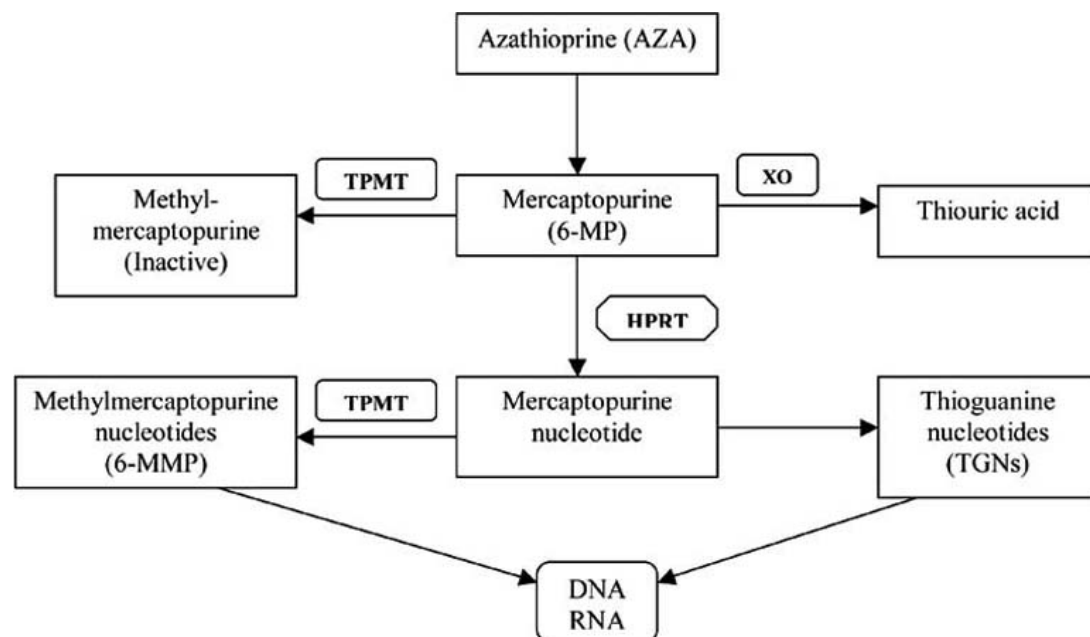 Azathioprine (AZA)
TPMT
XO
Methyl-
mercaptopurine
(Inactive)
Mercaptopurine
(6-MP)
Thiouric acid
HPRT
Methylmercaptopurine
nucleotides
(6-MMP)
TPMT
Mercaptopurine
nucleotide
Thioguanine
nucleotides
(TGNs)
DNA
RNA